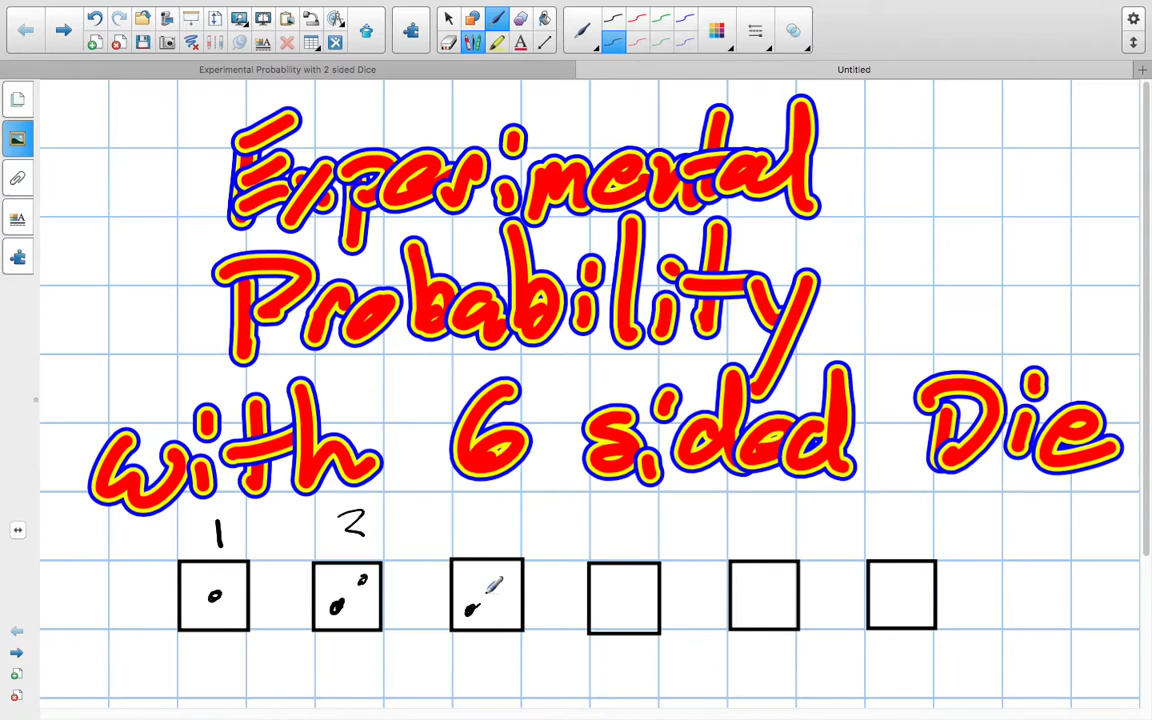 Experimental Probability with 2 sided Dice
Untitled
Experimental
Probability
with 6 sided Die
1 2